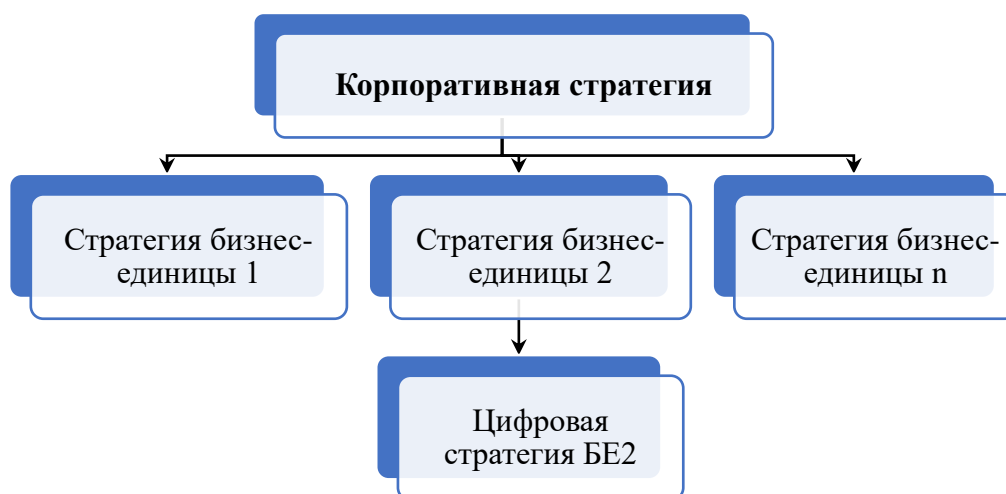 Корпоративная стратегия
Стратегия бизнес-
единицы 1
Стратегия бизнес-
единицы 2
Стратегия бизнес-
единицы n
Цифровая
стратегия БЕ2